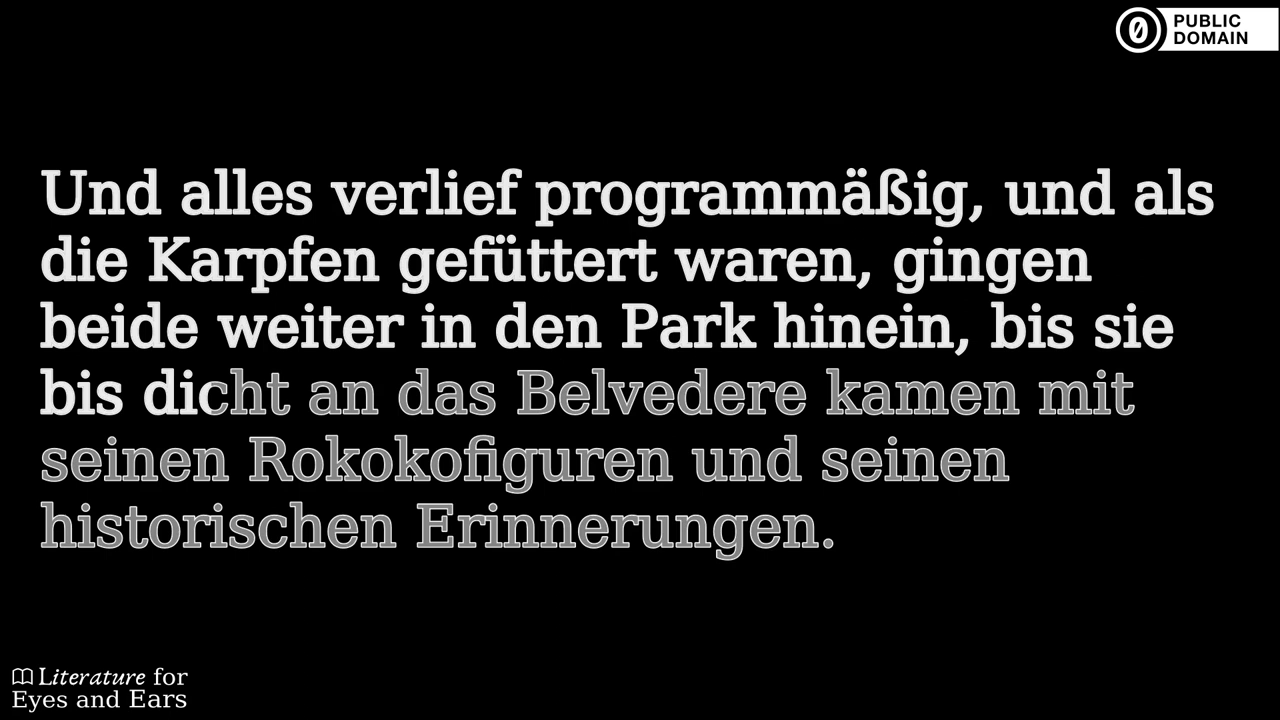 PUBLIC
DOMAIN
Und alles verlief programmäßig, und als
die Karpfen gefüttert waren, gingen
beide weiter in den Park hinein, bis sie
bis dicht an das Belvedere kamen mit
seinen Rokokofiguren und seinen
historischen Erinnerungen.
Literature for
Eyes and Ears